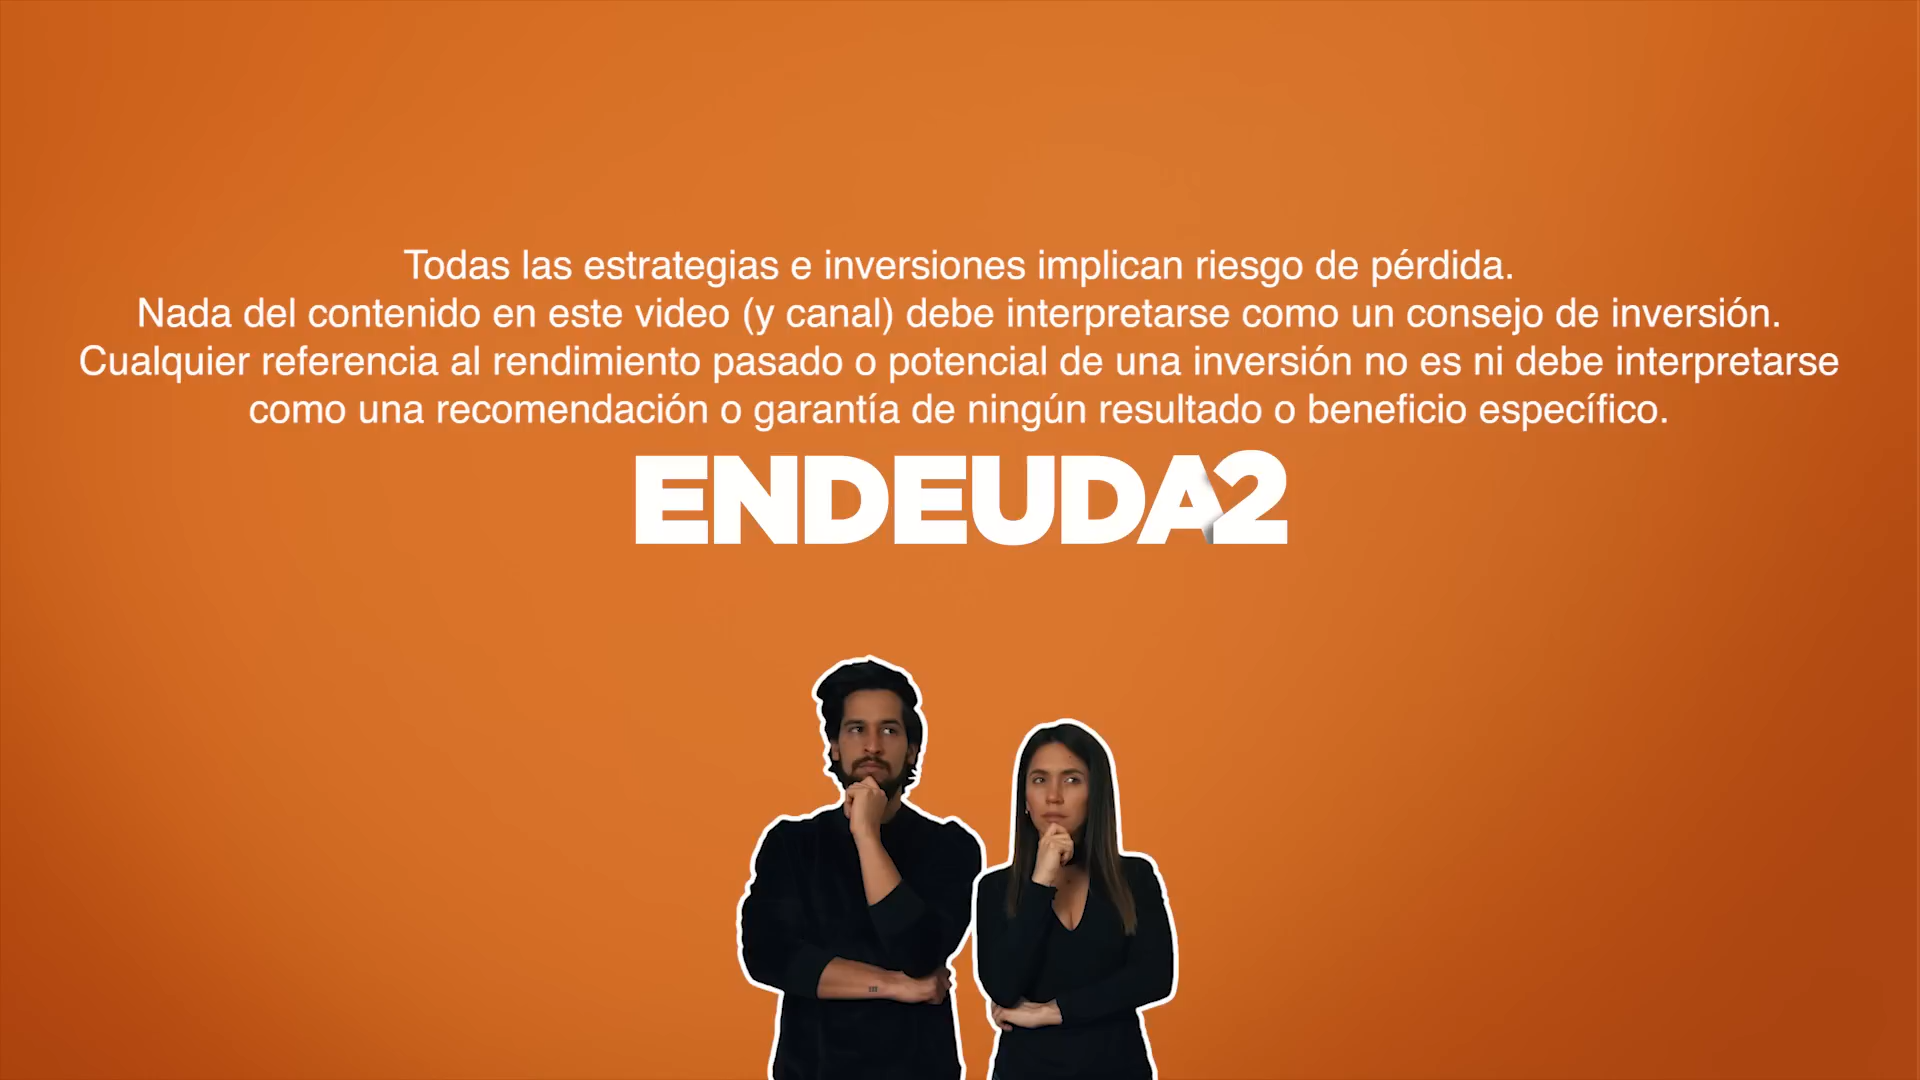 Todas las estrategias e inversiones implican riesgo de pérdida.
Nada del contenido en este video (y canal) debe interpretarse como un consejo de inversión.
Cualquier referencia al rendimiento pasado o potencial de una inversión no es ni debe interpretarse
como una recomendación o garantía de ningún resultado o beneficio específico.
ENDEUDA2